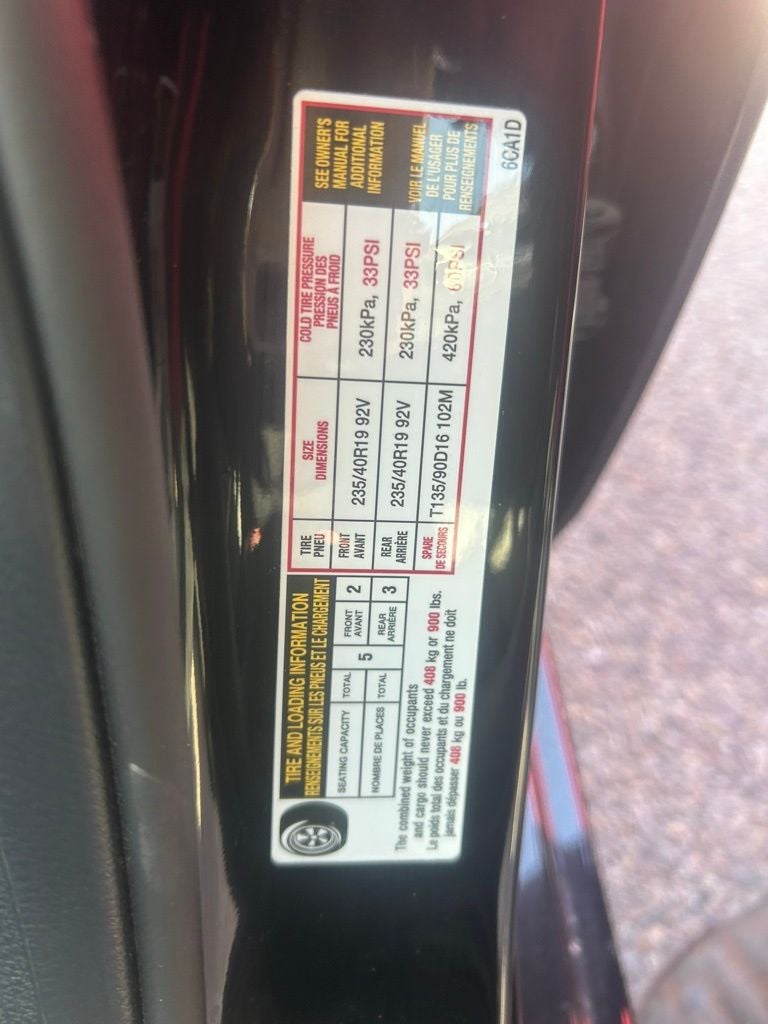 TIRE AND LOADING INFORMATION
RENSEIGNEMENTS SUR LES PNEUS ET LE CHARGEMENT
SEATING CAPACITY TOTAL 5 FRONT AVANT 2
NOMBRE DE PLACES TOTAL REAR ARRIÈRE 3
The combined weight of occupants
and cargo should never exceed 408 kg or 900 lbs.
Le poids total des occupants et du chargement ne doit
jamais dépasser 408 kg ou 900 lb.
TIRE PNEU
SIZE DIMENSIONS
COLD TIRE PRESSURE
PRESSION DES
PNEUS À FROID
FRONT AVANT 235/40R19 92V 230kPa, 33PSI
REAR ARRIÈRE 235/40R19 92V 230kPa, 33PSI
SPARE DE SECOURS T135/90D16 102M 420kPa, 60PSI
SEE OWNER'S
MANUAL FOR
ADDITIONAL
INFORMATION
VOIR LE MANUEL
DE L'USAGER
POUR PLUS DE
RENSEIGNEMENTS
6CA1D